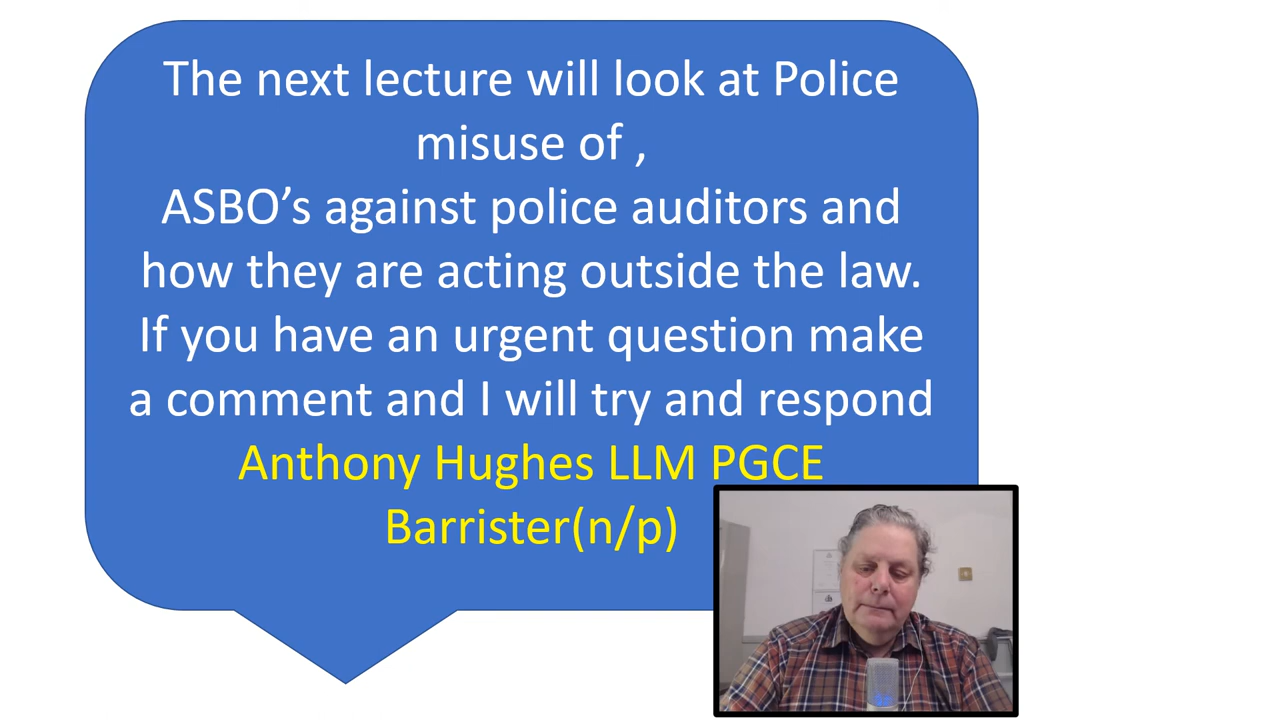 The next lecture will look at Police
misuse of ,
ASBO’s against police auditors and
how they are acting outside the law.
If you have an urgent question make
a comment and I will try and respond
Anthony Hughes LLM PGCE
Barrister(n/p)